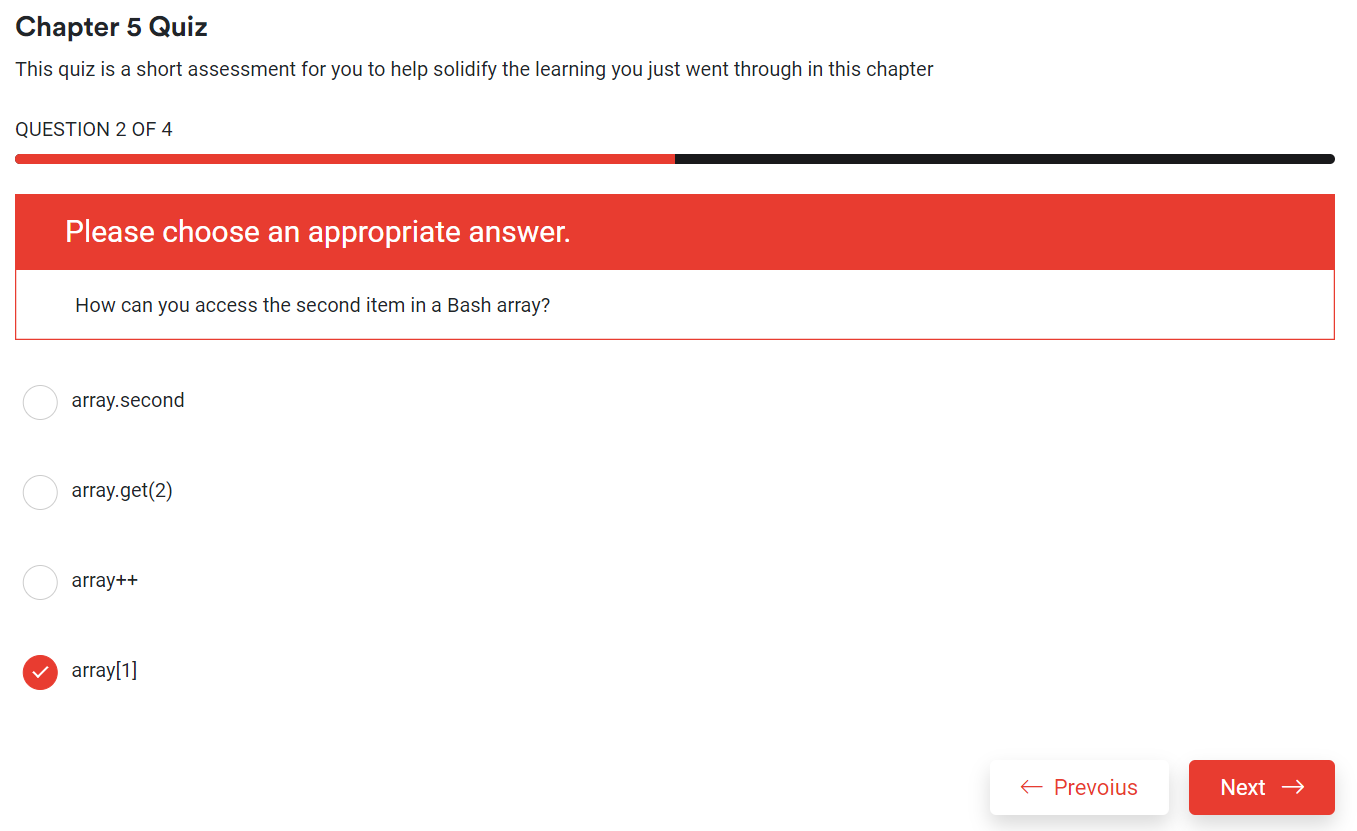 Chapter 5 Quiz
This quiz is a short assessment for you to help solidify the learning you just went through in this chapter
QUESTION 2 OF 4
Please choose an appropriate answer.
How can you access the second item in a Bash array?
array.second
array.get(2)
array++
array[1]
← Prevoius
Next →